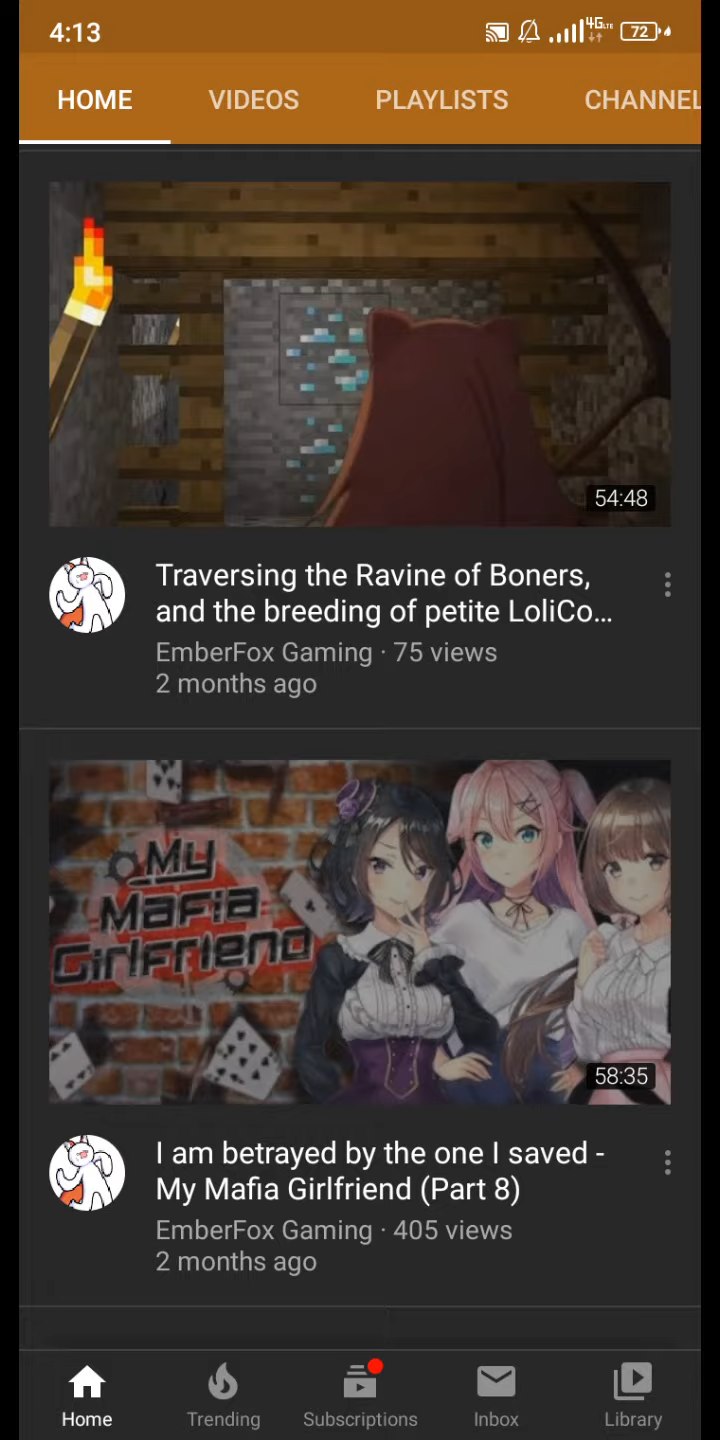 4:13
4G LTE
72
HOME VIDEOS PLAYLISTS CHANNEL
54:48
Traversing the Ravine of Boners,
and the breeding of petite LoliCo...
EmberFox Gaming · 75 views
2 months ago
My
Mafia
Girlfriend
58:35
I am betrayed by the one I saved -
My Mafia Girlfriend (Part 8)
EmberFox Gaming · 405 views
2 months ago
Home Trending Subscriptions Inbox Library